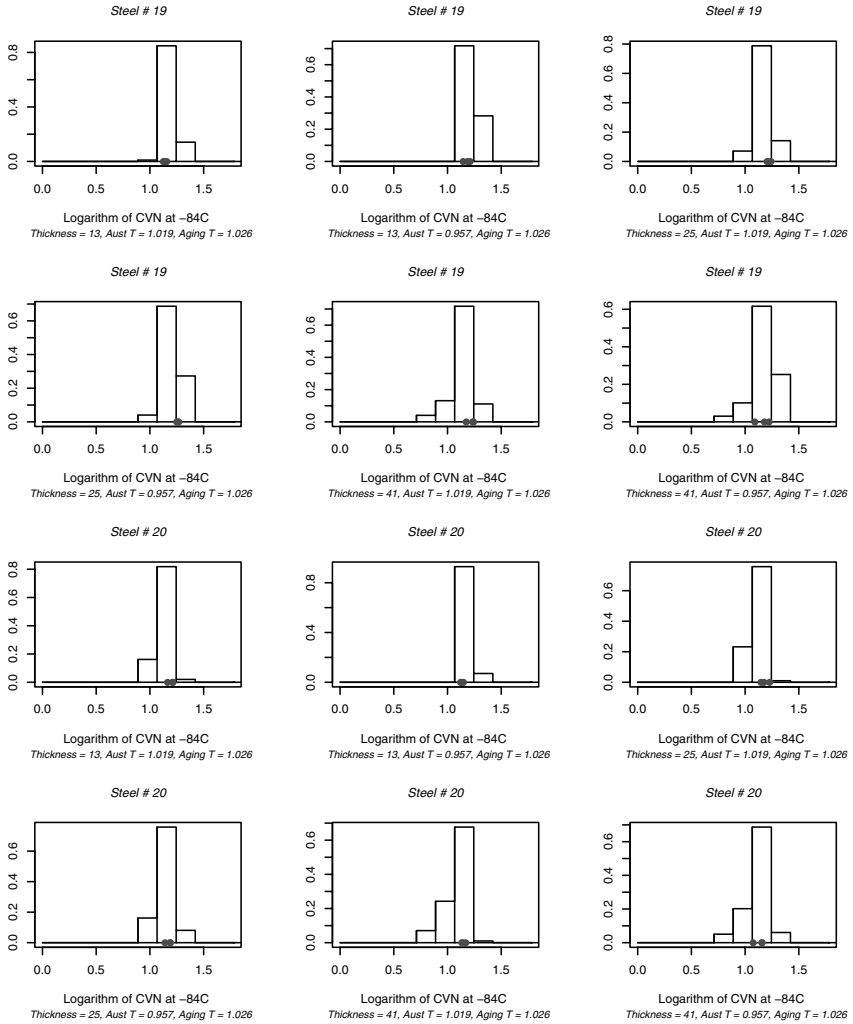 Steel # 19
0.0 0.4 0.8
0.0 0.5 1.0 1.5
Logarithm of CVN at −84C
Thickness = 13, Aust T = 1.019, Aging T = 1.026
Steel # 19
0.0 0.2 0.4 0.6
0.0 0.5 1.0 1.5
Logarithm of CVN at −84C
Thickness = 13, Aust T = 0.957, Aging T = 1.026
Steel # 19
0.0 0.2 0.4 0.6 0.8
0.0 0.5 1.0 1.5
Logarithm of CVN at −84C
Thickness = 25, Aust T = 1.019, Aging T = 1.026
Steel # 19
0.0 0.2 0.4 0.6
0.0 0.5 1.0 1.5
Logarithm of CVN at −84C
Thickness = 25, Aust T = 0.957, Aging T = 1.026
Steel # 19
0.0 0.2 0.4 0.6
0.0 0.5 1.0 1.5
Logarithm of CVN at −84C
Thickness = 41, Aust T = 1.019, Aging T = 1.026
Steel # 19
0.0 0.2 0.4 0.6
0.0 0.5 1.0 1.5
Logarithm of CVN at −84C
Thickness = 41, Aust T = 0.957, Aging T = 1.026
Steel # 20
0.0 0.2 0.4 0.6 0.8
0.0 0.5 1.0 1.5
Logarithm of CVN at −84C
Thickness = 13, Aust T = 1.019, Aging T = 1.026
Steel # 20
0.0 0.4 0.8
0.0 0.5 1.0 1.5
Logarithm of CVN at −84C
Thickness = 13, Aust T = 0.957, Aging T = 1.026
Steel # 20
0.0 0.2 0.4 0.6
0.0 0.5 1.0 1.5
Logarithm of CVN at −84C
Thickness = 25, Aust T = 1.019, Aging T = 1.026
Steel # 20
0.0 0.2 0.4 0.6
0.0 0.5 1.0 1.5
Logarithm of CVN at −84C
Thickness = 25, Aust T = 0.957, Aging T = 1.026
Steel # 20
0.0 0.2 0.4 0.6
0.0 0.5 1.0 1.5
Logarithm of CVN at −84C
Thickness = 41, Aust T = 1.019, Aging T = 1.026
Steel # 20
0.0 0.2 0.4 0.6
0.0 0.5 1.0 1.5
Logarithm of CVN at −84C
Thickness = 41, Aust T = 0.957, Aging T = 1.026